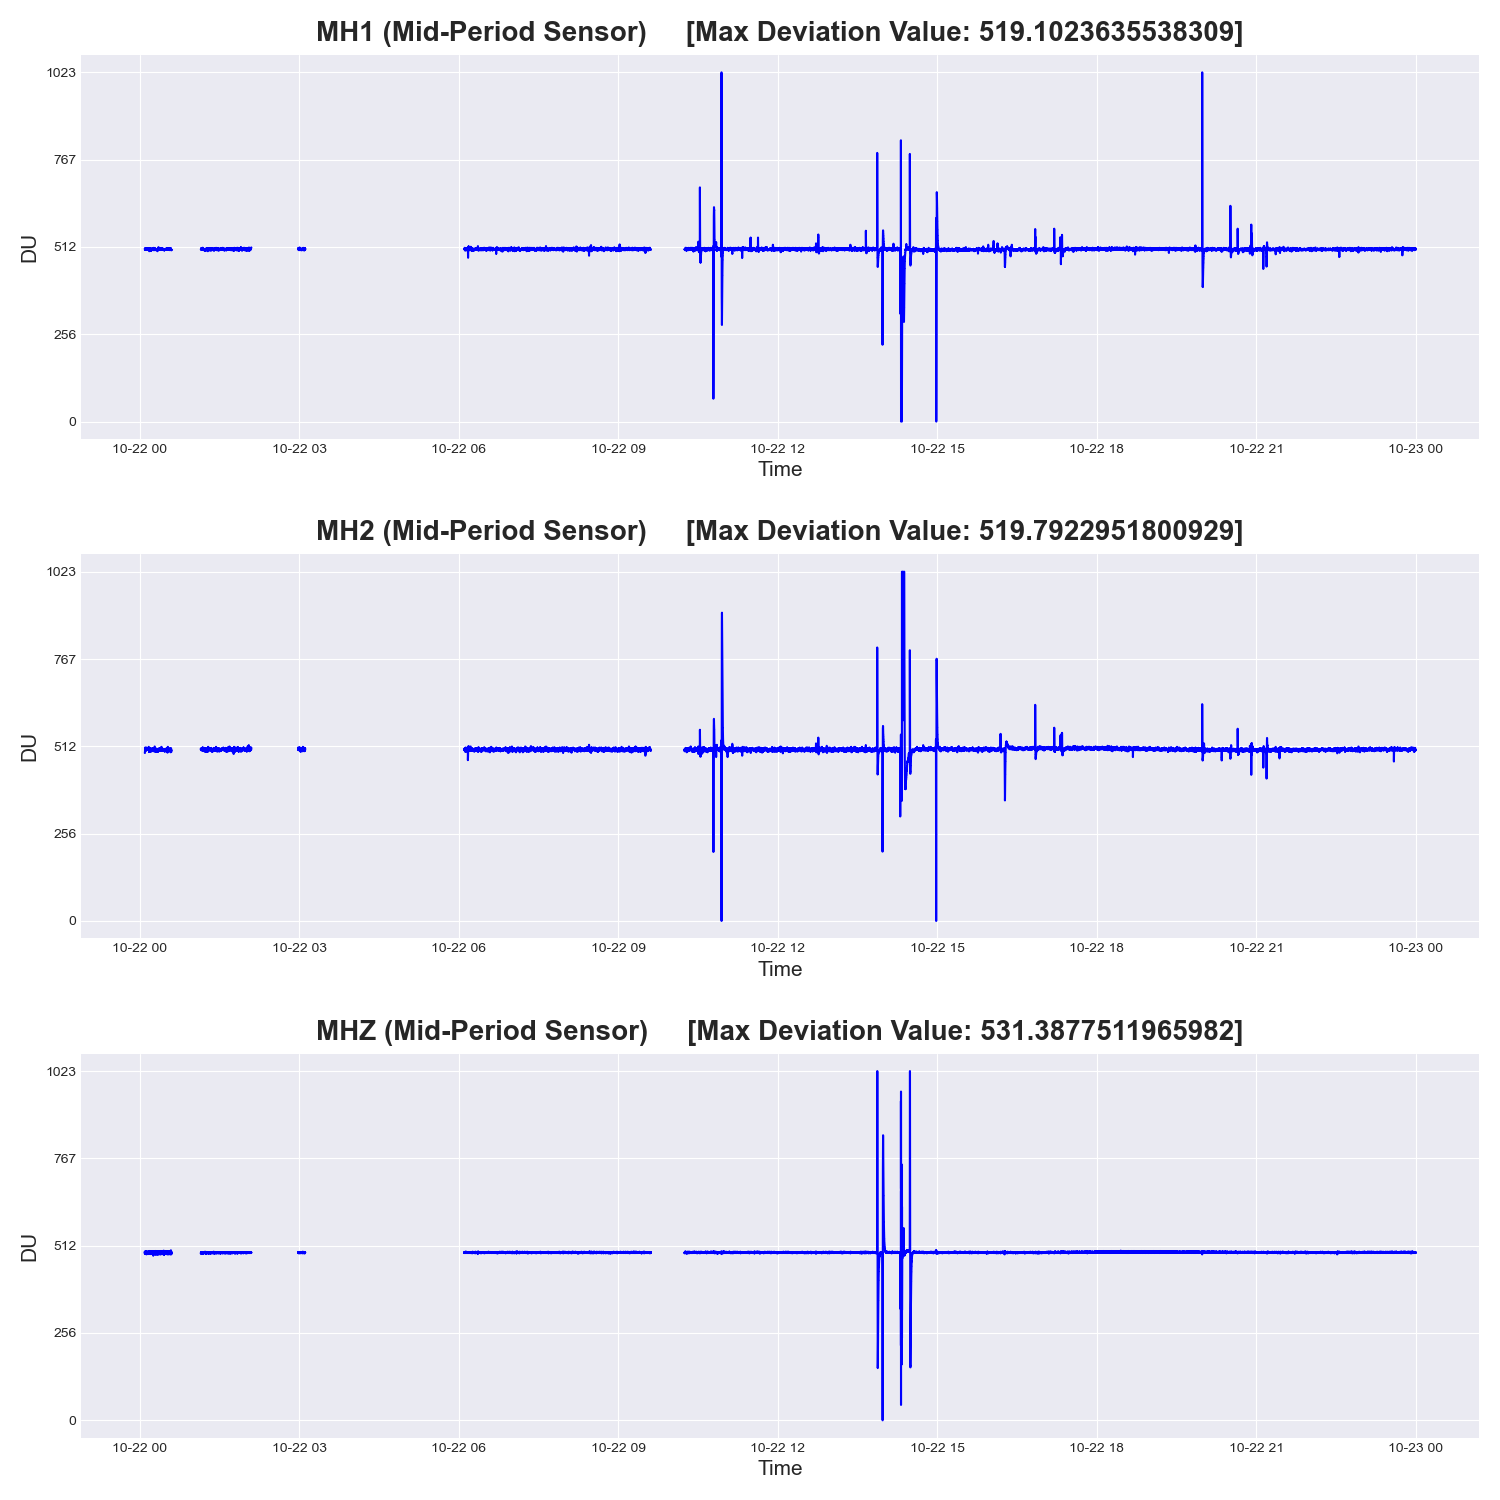 MH1 (Mid-Period Sensor) [Max Deviation Value: 519.1023635538309]
1023
767
512
256
0
DU
10-22 00 10-22 03 10-22 06 10-22 09 10-22 12 10-22 15 10-22 18 10-22 21 10-23 00
Time
MH2 (Mid-Period Sensor) [Max Deviation Value: 519.7922951800929]
1023
767
512
256
0
DU
10-22 00 10-22 03 10-22 06 10-22 09 10-22 12 10-22 15 10-22 18 10-22 21 10-23 00
Time
MHZ (Mid-Period Sensor) [Max Deviation Value: 531.3877511965982]
1023
767
512
256
0
DU
10-22 00 10-22 03 10-22 06 10-22 09 10-22 12 10-22 15 10-22 18 10-22 21 10-23 00
Time